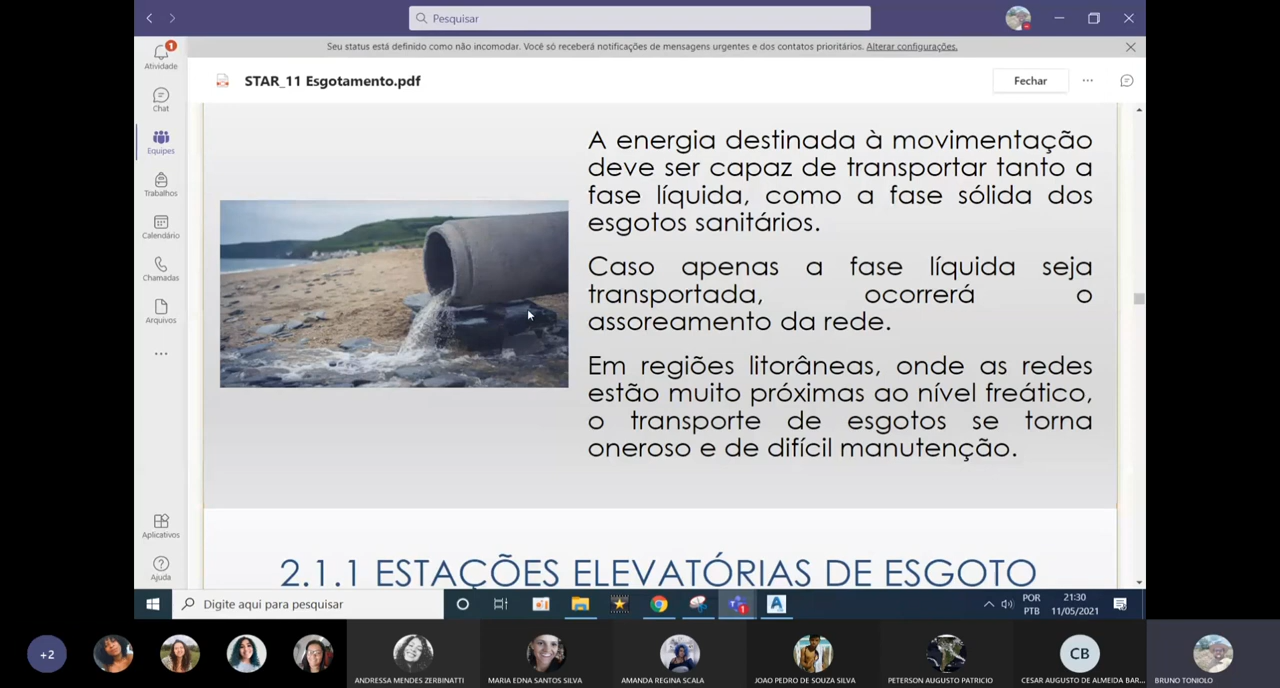 Pesquisar
Seu status está definido como não incomodar. Você só receberá notificações de mensagens urgentes e dos contatos prioritários. Alterar configurações.
1
Atividade
Chat
Equipes
Trabalhos
Calendário
Chamadas
Arquivos
Aplicativos
Ajuda
STAR_11 Esgotamento.pdf
Fechar
A energia destinada à movimentação
deve ser capaz de transportar tanto a
fase líquida, como a fase sólida dos
esgotos sanitários.
Caso apenas a fase líquida seja
transportada, ocorrerá o
assoreamento da rede.
Em regiões litorâneas, onde as redes
estão muito próximas ao nível freático,
o transporte de esgotos se torna
oneroso e de difícil manutenção.
2.1.1 ESTAÇÕES ELEVATÓRIAS DE ESGOTO
Digite aqui para pesquisar
POR
PTB
21:30
11/05/2021
+2
ANDRESSA MENDES ZERBINATTI
MARIA EDNA SANTOS SILVA
AMANDA REGINA SCALA
JOAO PEDRO DE SOUZA SILVA
PETERSON AUGUSTO PATRICIO
CB
CESAR AUGUSTO DE ALMEIDA BAR...
BRUNO TONIOLO